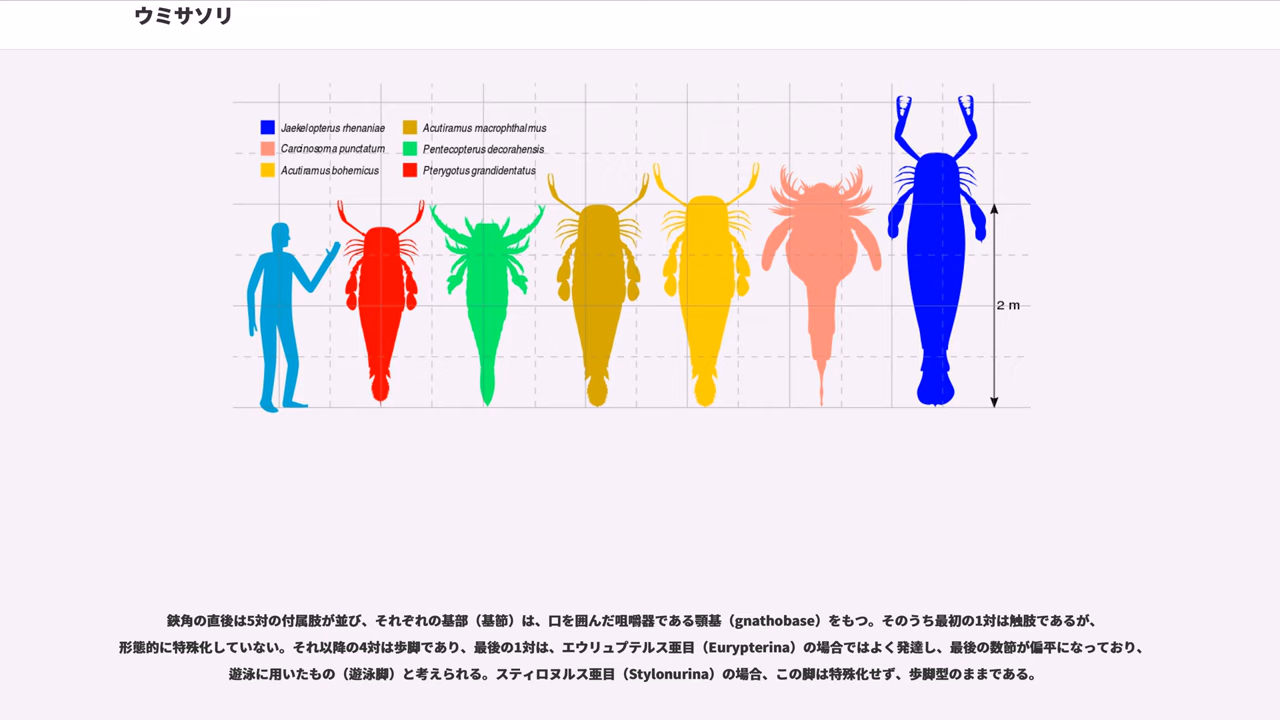 ウミサソリ
Jaekelopterus rhenaniae
Carcinosoma punctatum
Acutiramus bohemicus
Acutiramus macrophthalmus
Pentecopterus decorahensis
Pterygotus grandidentatus
2 m
鋏角の直後は5対の付属肢が並び、それぞれの基部（基節）は、口を囲んだ咀嚼器である顎基（gnathobase）をもつ。そのうち最初の1対は触肢であるが、
形態的に特殊化していない。それ以降の4対は歩脚であり、最後の1対は、エウリュプテルス亜目（Eurypterina）の場合ではよく発達し、最後の数節が偏平になっており、
遊泳に用いたもの（遊泳脚）と考えられる。スティロヌルス亜目（Stylonurina）の場合、この脚は特殊化せず、歩脚型のままである。